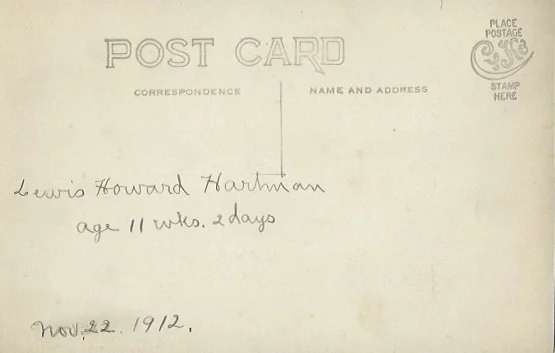 POST CARD
CORRESPONDENCE
NAME AND ADDRESS
PLACE
POSTAGE
CYKO
STAMP
HERE
Lewis Howard Hartman
age 11 wks. 2 days
Nov. 22. 1912.